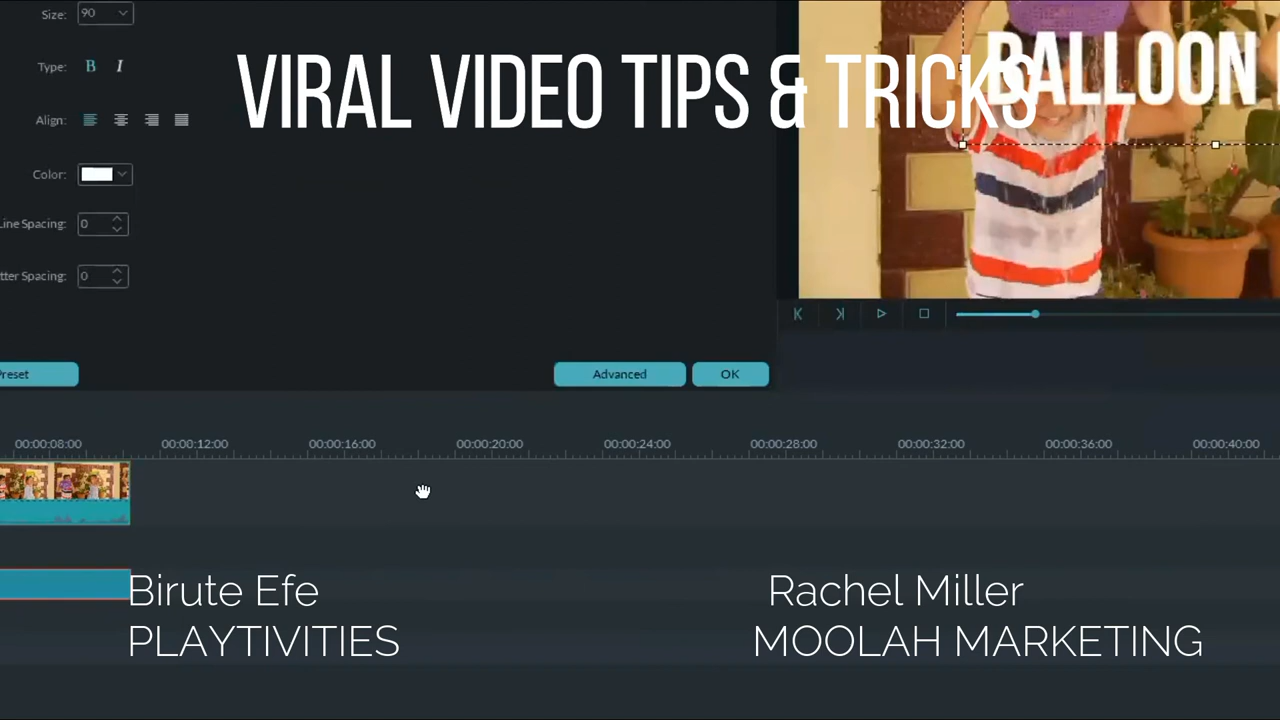 Size: 90
Type: B I
VIRAL VIDEO TIPS & TRICKS
BALLOON
Align:
Color:
Line Spacing: 0
tter Spacing: 0
Preset
Advanced
OK
00:00:08:00 00:00:12:00 00:00:16:00 00:00:20:00 00:00:24:00 00:00:28:00 00:00:32:00 00:00:36:00 00:00:40:00
Birute Efe
PLAYTIVITIES
Rachel Miller
MOOLAH MARKETING